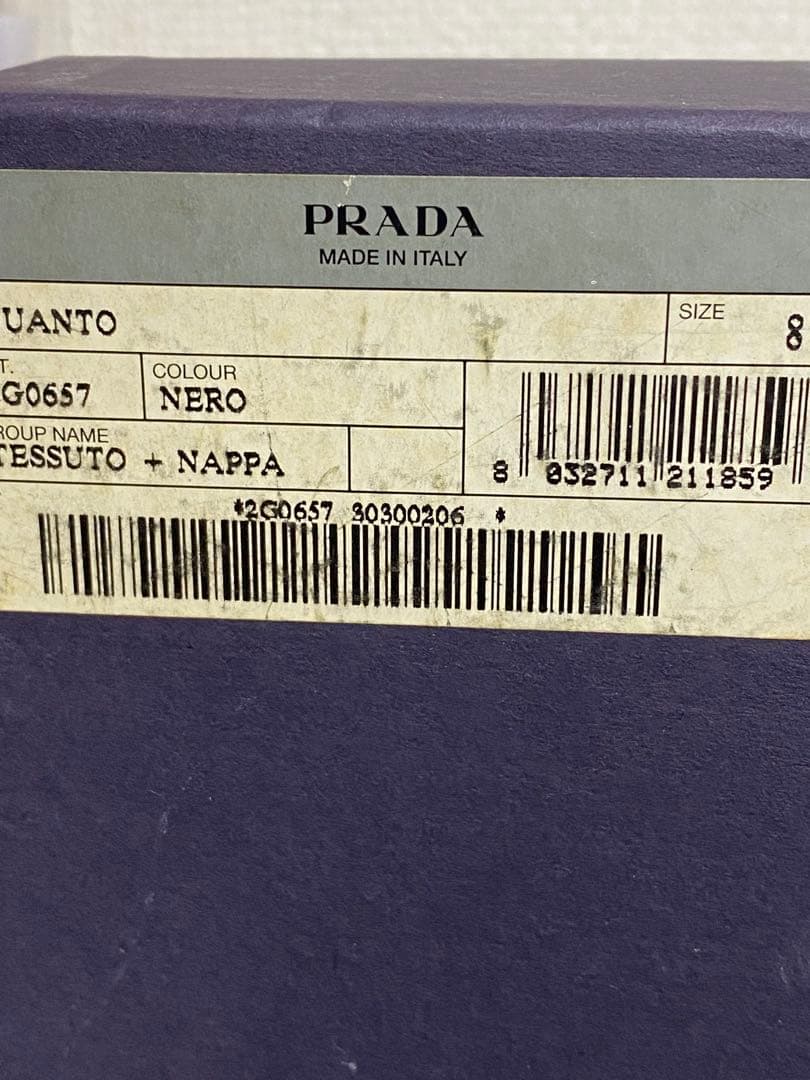 PRADA
MADE IN ITALY
UANTO
SIZE 8
T.
G0657
COLOUR
NERO
ROUP NAME
TESSUTO + NAPPA
8 032711 211859
*2G0657 30300206 *